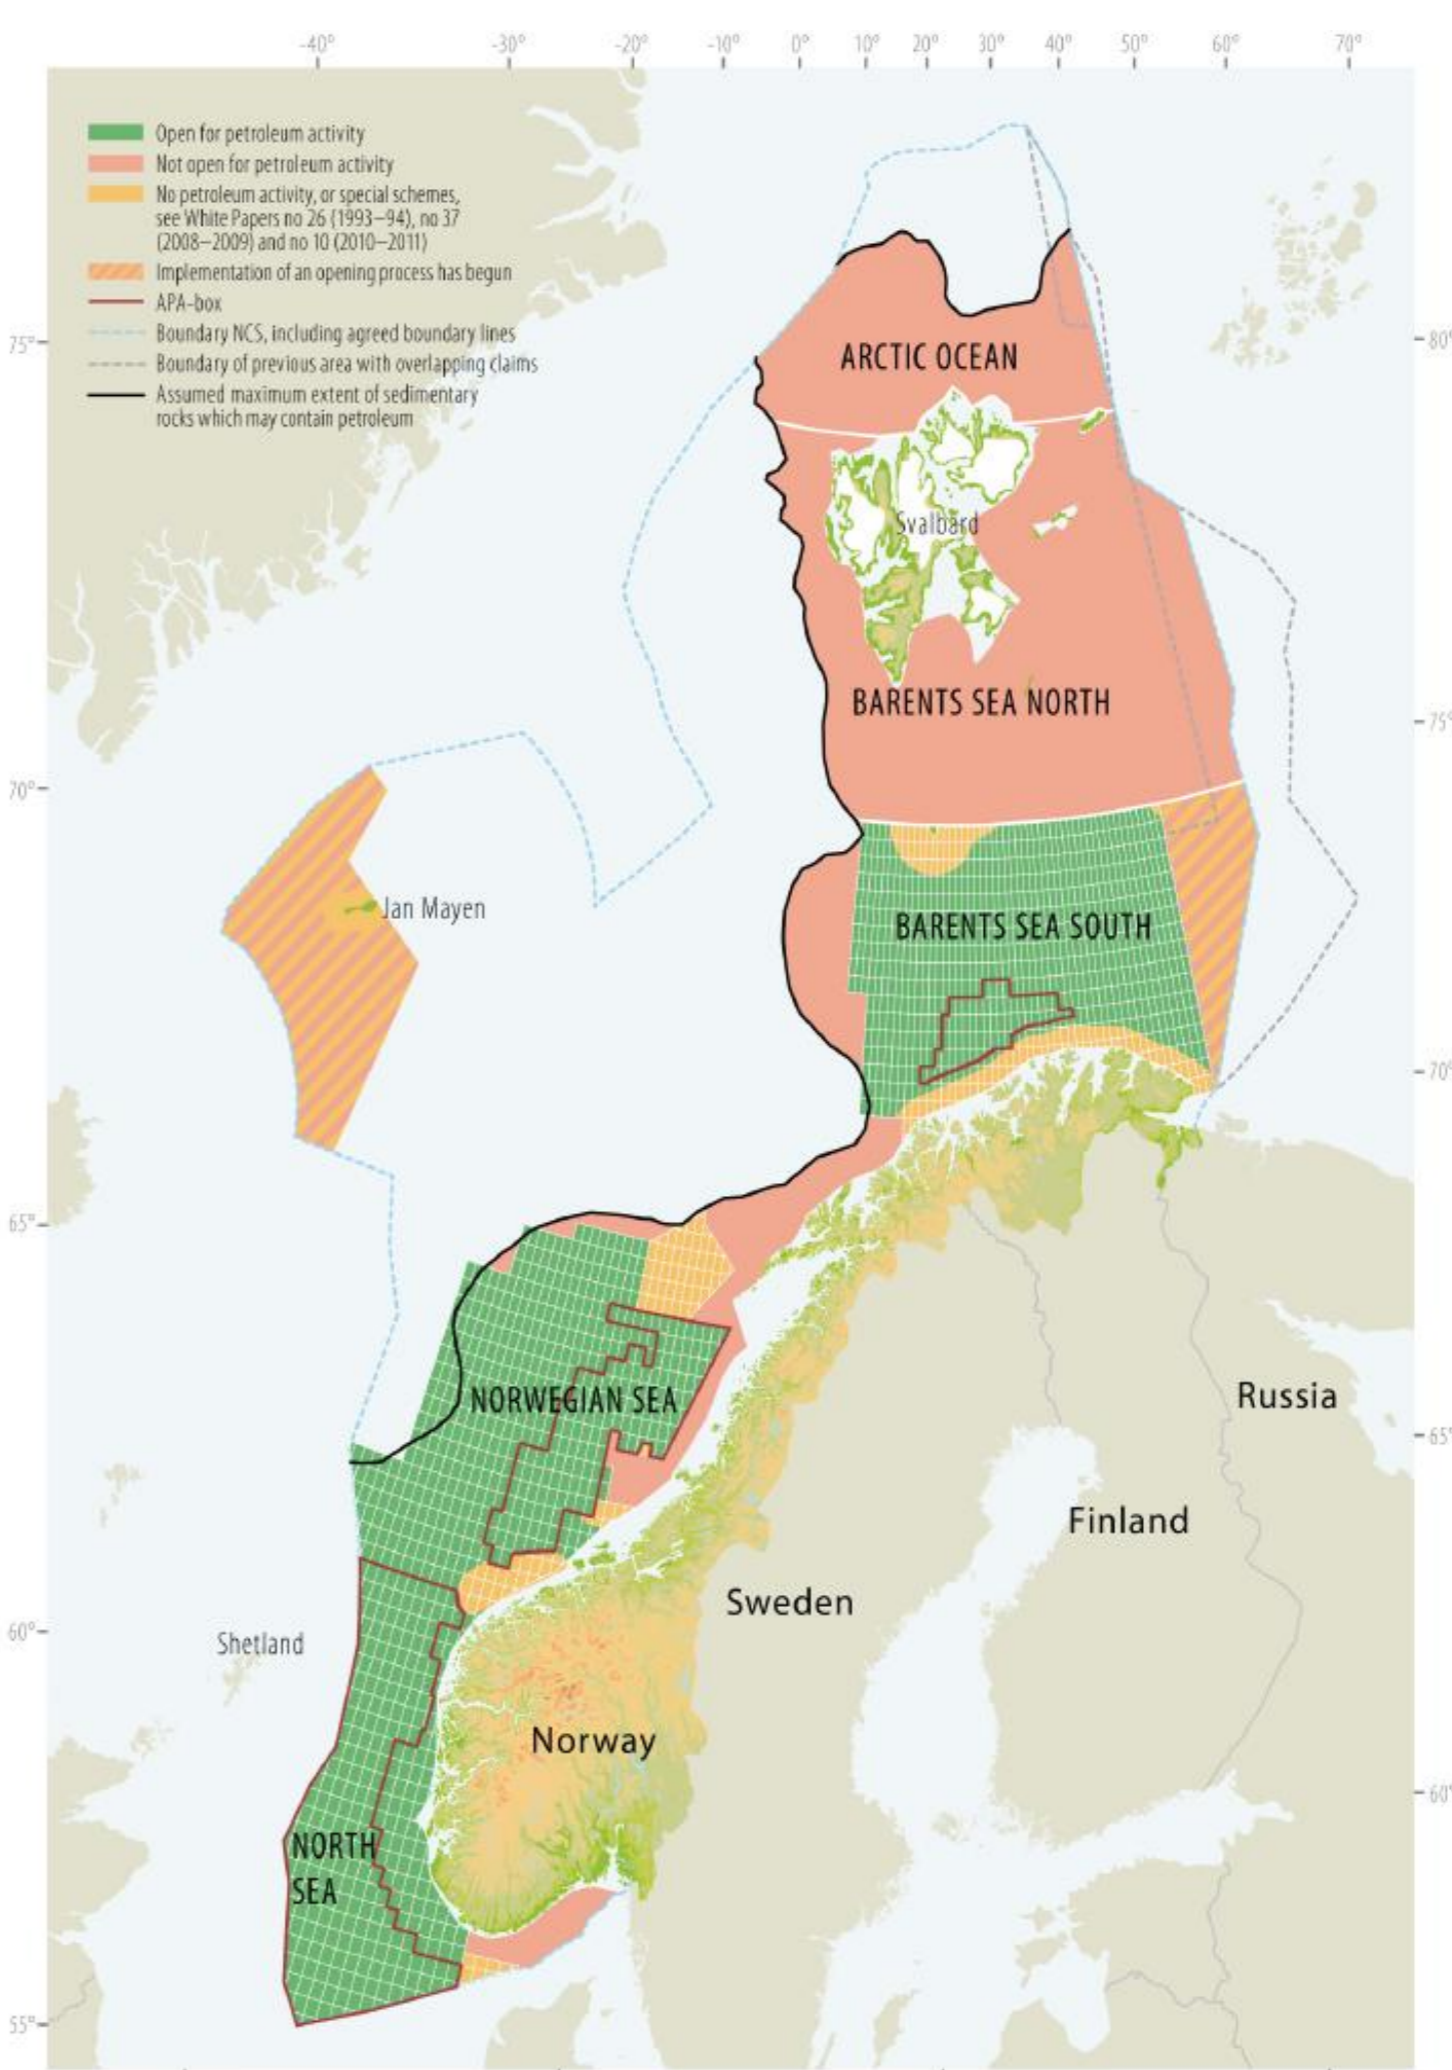 -40° -30° -20° -10° 0° 10° 20° 30° 40° 50° 60° 70°
Open for petroleum activity
Not open for petroleum activity
No petroleum activity, or special schemes,
see White Papers no 26 (1993–94), no 37
(2008–2009) and no 10 (2010–2011)
Implementation of an opening process has begun
APA-box
Boundary NCS, including agreed boundary lines
Boundary of previous area with overlapping claims
Assumed maximum extent of sedimentary
rocks which may contain petroleum
75°
80°
ARCTIC OCEAN
Svalbard
BARENTS SEA NORTH
75°
70°
Jan Mayen
BARENTS SEA SOUTH
70°
65°
NORWEGIAN SEA
Russia
65°
Finland
Sweden
60°
Shetland
Norway
60°
NORTH
SEA
55°